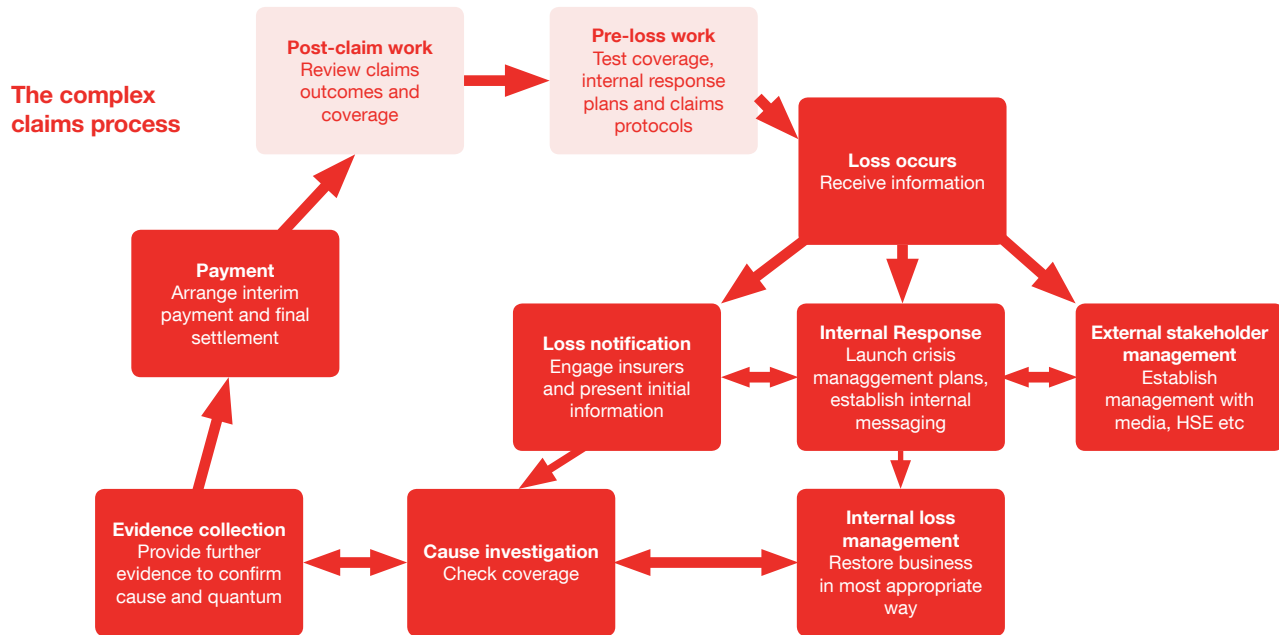 The complex
claims process
Post-claim work
Review claims
outcomes and
coverage
Pre-loss work
Test coverage,
internal response
plans and claims
protocols
Loss occurs
Receive information
Payment
Arrange interim
payment and final
settlement
Loss notification
Engage insurers
and present initial
information
Internal Response
Launch crisis
managgement plans,
establish internal
messaging
External stakeholder
management
Establish
management with
media, HSE etc
Evidence collection
Provide further
evidence to confirm
cause and quantum
Cause investigation
Check coverage
Internal loss
management
Restore business
in most appropriate
way